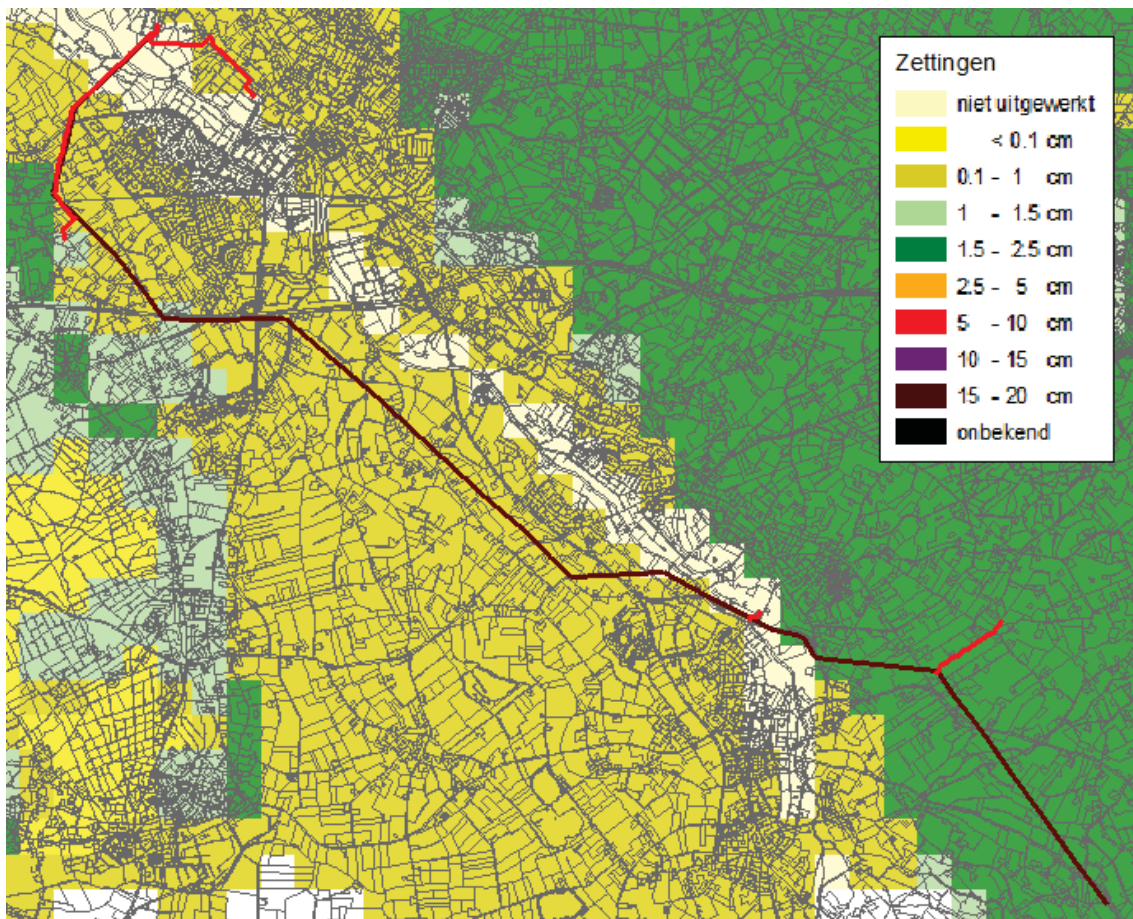 Zettingen
niet uitgewerkt
< 0.1 cm
0.1 - 1 cm
1 - 1.5 cm
1.5 - 2.5 cm
2.5 - 5 cm
5 - 10 cm
10 - 15 cm
15 - 20 cm
onbekend